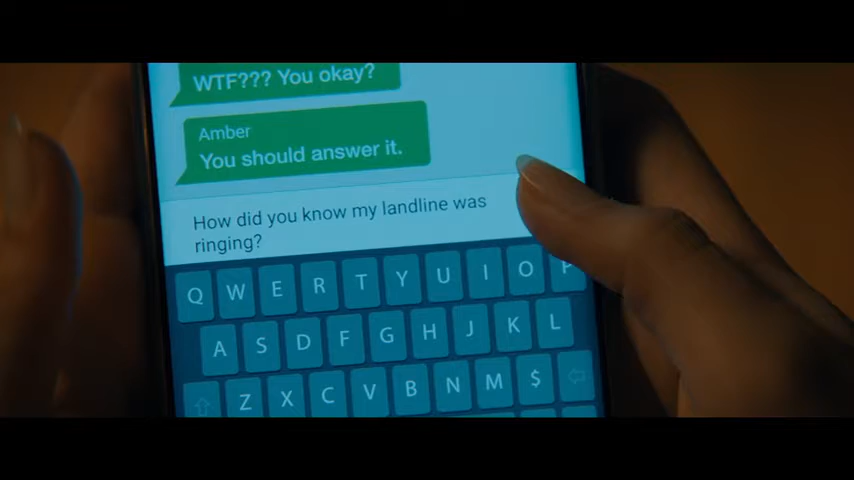 WTF??? You okay?
Amber
You should answer it.
How did you know my landline was
ringing?
Q W E R T Y U I O P
A S D F G H J K L
Z X C V B N M $